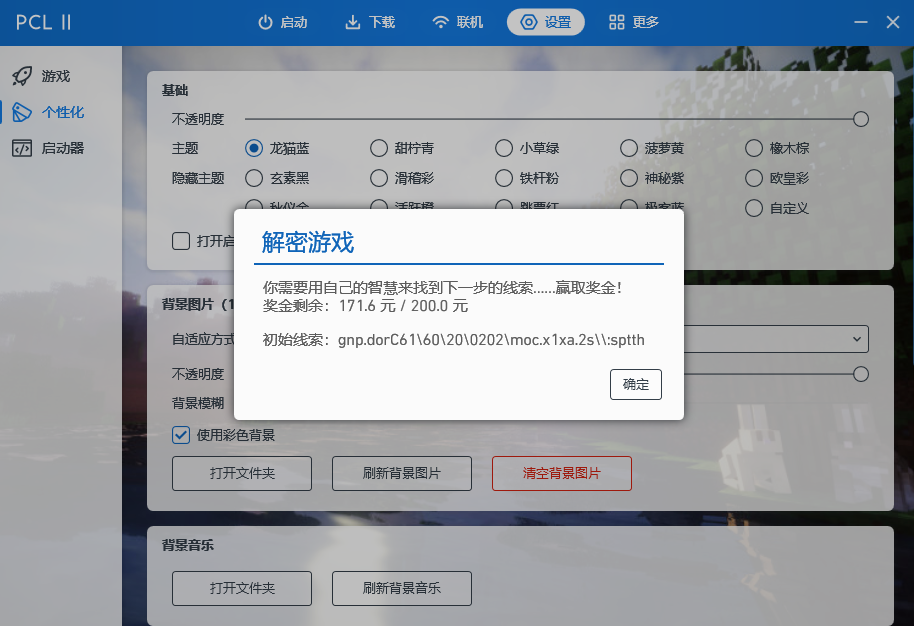 PCL II
启动 下载 联机 设置 更多
游戏
个性化
启动器
基础
不透明度
主题 龙猫蓝 甜柠青 小草绿 菠萝黄 橡木棕
隐藏主题 玄素黑 滑稽彩 铁杆粉 神秘紫 欧皇彩
自定义
打开启
解密游戏
你需要用自己的智慧来找到下一步的线索......赢取奖金！
奖金剩余：171.6 元 / 200.0 元
初始线索：gnp.dorC61\60\20\0202\moc.x1xa.2s\\:sptth
确定
背景图片（1
自适应方式
不透明度
背景模糊
使用彩色背景
打开文件夹 刷新背景图片 清空背景图片
背景音乐
打开文件夹 刷新背景音乐